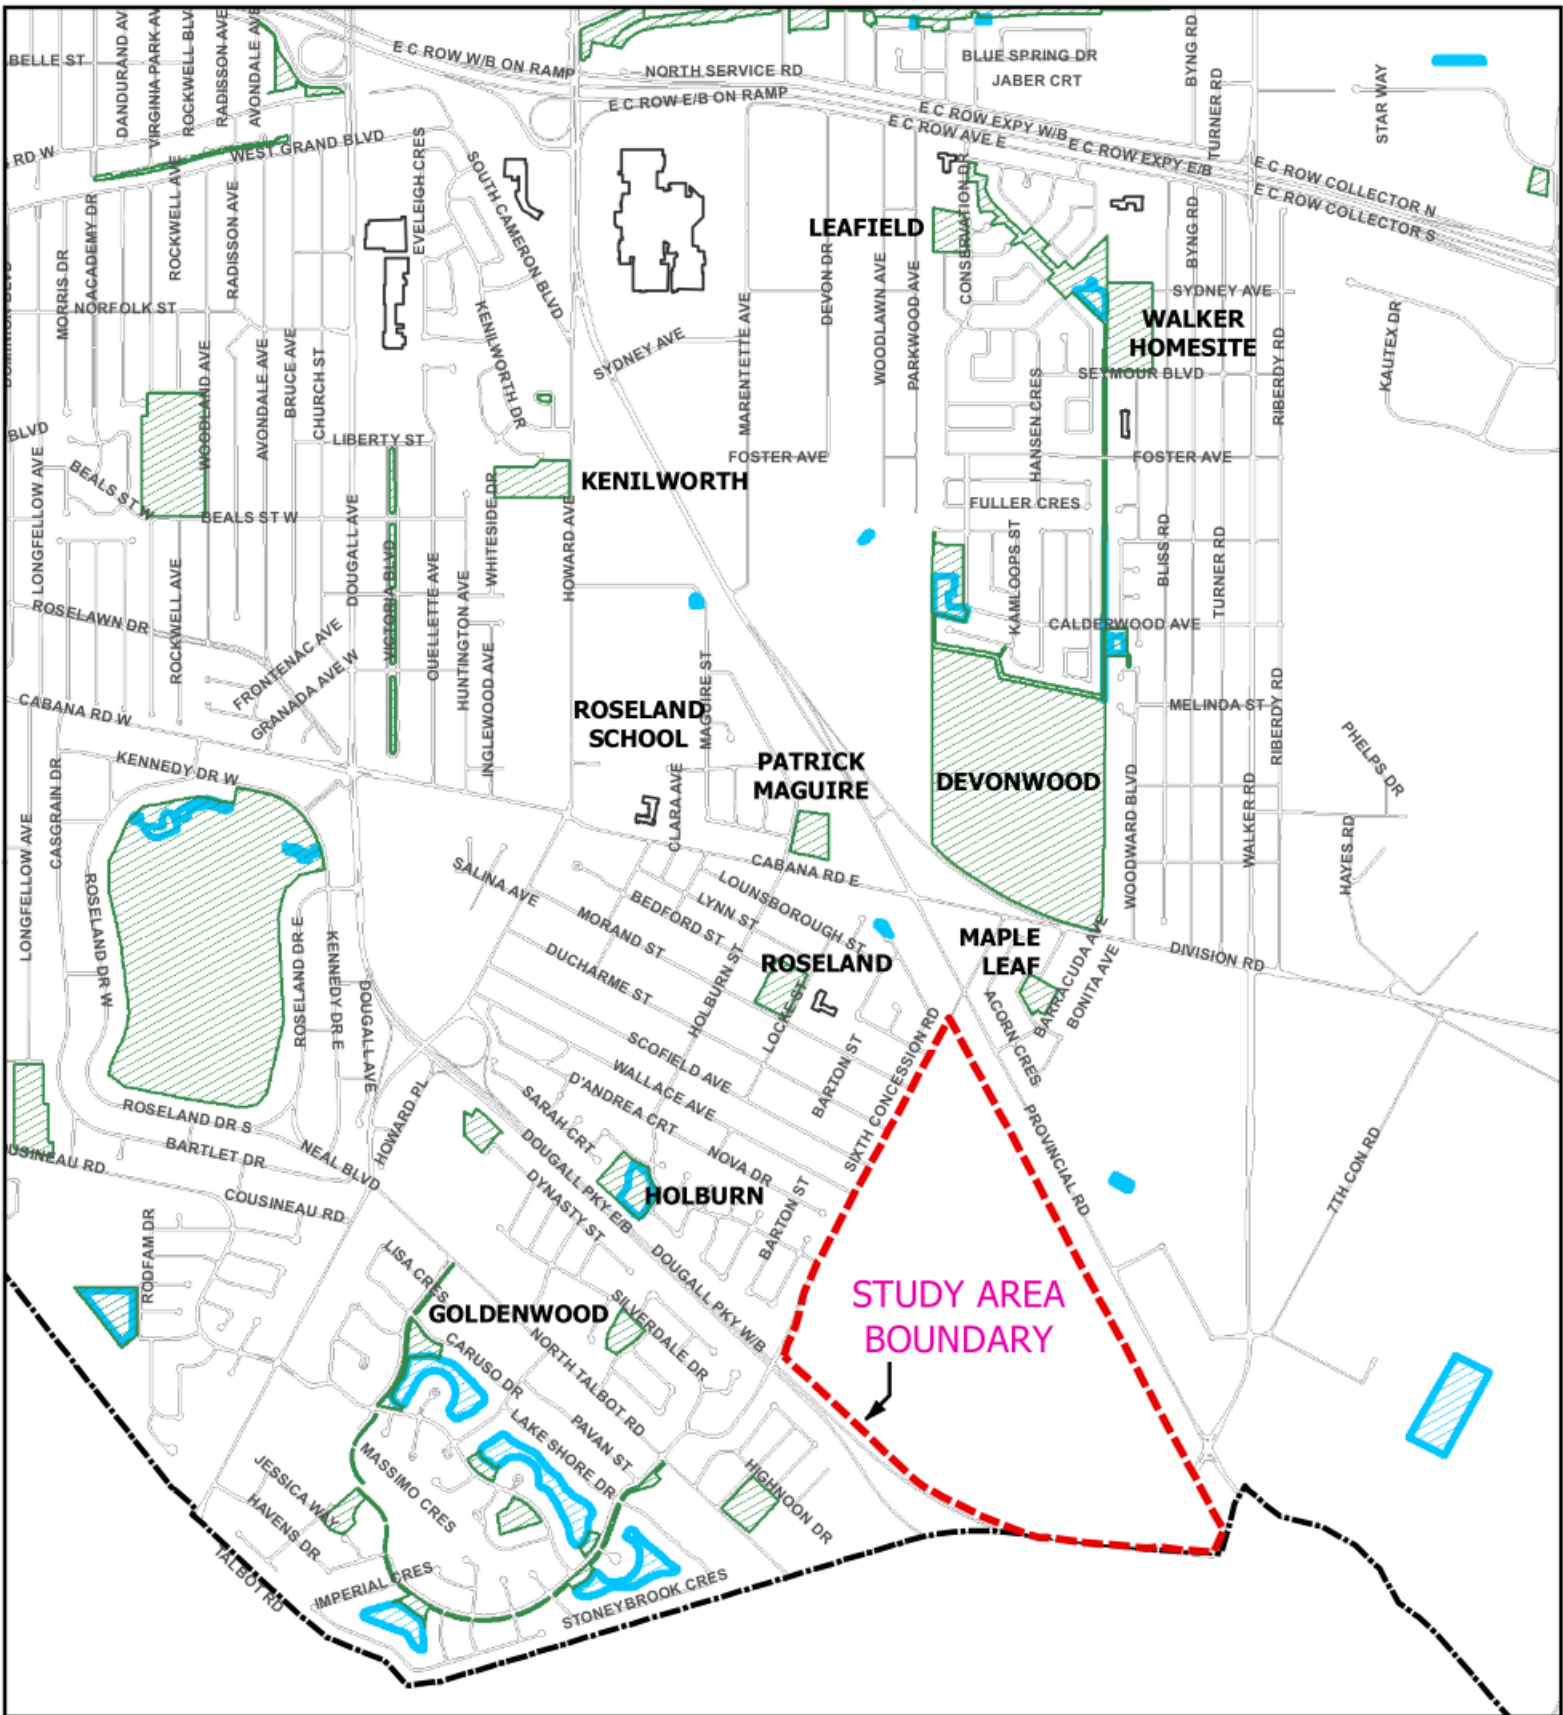 E C ROW W/B ON RAMP
BELLE ST
DANDURAND AV
VIRGINIA PARK AV
ROCKWELL BLV
RADISSON AVE
AVONDALE AVE
NORTH SERVICE RD
BLUE SPRING DR
JABER CRT
BYNG RD
TURNER RD
STAR WAY
E C ROW E/B ON RAMP
E C ROW EXPY W/B
E C ROW AVE E
E C ROW EXPY E/B
E C ROW COLLECTOR N
E C ROW COLLECTOR S
RD W
WEST GRAND BLVD
EVELEIGH CRES
SOUTH CAMERON BLVD
LEAFIELD
CONSERVATION DR
BYNG RD
MORRIS DR
ACADEMY DR
ROCKWELL AVE
RADISSON AVE
NORFOLK ST
KENILWORTH DR
SYDNEY AVE
MARENTETTE AVE
DEVON DR
WOODLAWN AVE
PARKWOOD AVE
SYDNEY AVE
WALKER
HOMESITE
SEYMOUR BLVD
RIBERDY RD
KAUTEX DR
WOODLAND AVE
AVONDALE AVE
BRUCE AVE
CHURCH ST
HANSEN CRES
BLVD
LIBERTY ST
FOSTER AVE
FOSTER AVE
LONGFELLOW AVE
BEALS ST W
BEALS ST W
KENILWORTH
FULLER CRES
DOUGALL AVE
VICTORIA BLVD
OUELLETTE AVE
HUNTINGTON AVE
WHITESIDE DR
HOWARD AVE
KAMLOOPS ST
BLISS RD
TURNER RD
ROSELAWN DR
ROCKWELL AVE
FRONTENAC AVE
GRANADA AVE W
INGLEWOOD AVE
CALDERWOOD AVE
MAGUIRE ST
CABANA RD W
ROSELAND
SCHOOL
MELINDA ST
RIBERDY RD
PHELPS DR
KENNEDY DR W
PATRICK
MAGUIRE
DEVONWOOD
CASGRAIN DR
LONGFELLOW AVE
CLARA AVE
WOODWARD BLVD
WALKER RD
HAYES RD
SALINA AVE
CABANA RD E
LOUNSBOROUGH ST
LYNN ST
BEDFORD ST
MORAND ST
DUCHARME ST
ROSELAND DR W
ROSELAND DR E
KENNEDY DR E
DOUGALL AVE
HOLBURN ST
ROSELAND
LOCKE ST
MAPLE
LEAF
BARRACUDA AVE
BONITA AVE
ACORN CRES
DIVISION RD
SCOFIELD AVE
WALLACE AVE
D'ANDREA CRT
SARAH CRT
BARTON ST
SIXTH CONCESSION RD
PROVINCIAL RD
7TH CON RD
ROSELAND DR S
BARTLET DR
NEAL BLVD
HOWARD PL
USINEAU RD
COUSINEAU RD
DOUGALL PKY E/B
DYNASTY ST
NOVA DR
HOLBURN
BARTON ST
RODFAM DR
LISA CRES
DOUGALL PKY W/B
GOLDENWOOD
SILVERDALE DR
CARUSO DR
NORTH TALBOT RD
STUDY AREA
BOUNDARY
LAKE SHORE DR
PAVAN ST
MASSIMO CRES
JESSICA WAY
HAVENS DR
HIGHNOON DR
TALBOT RD
IMPERIAL CRES
STONEYBROOK CRES